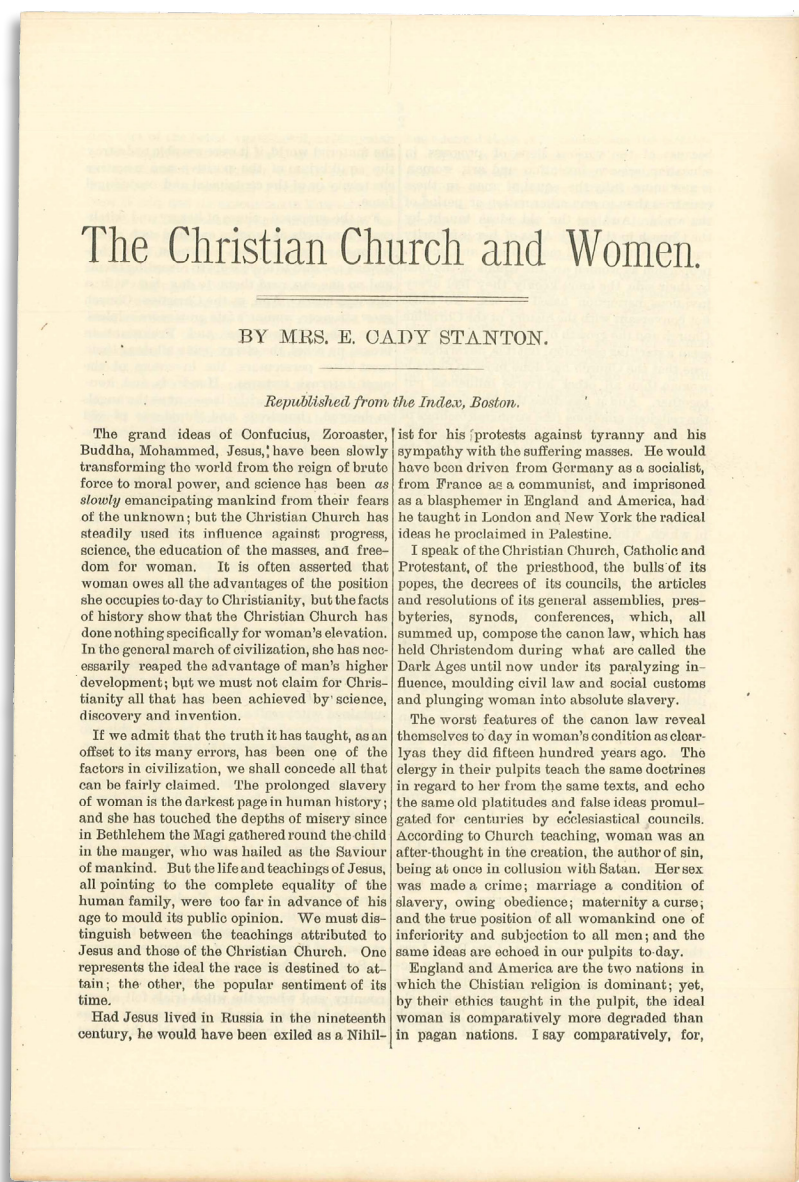 The Christian Church and Women.
BY MRS. E. CADY STANTON.
Republished from the Index, Boston.
The grand ideas of Confucius, Zoroaster,
Buddha, Mohammed, Jesus, have been slowly
transforming the world from the reign of brute
force to moral power, and science has been as
slowly emancipating mankind from their fears
of the unknown; but the Christian Church has
steadily used its influence against progress,
science, the education of the masses, and free-
dom for woman. It is often asserted that
woman owes all the advantages of the position
she occupies to-day to Christianity, but the facts
of history show that the Christian Church has
done nothing specifically for woman's elevation.
In the general march of civilization, she has nec-
essarily reaped the advantage of man's higher
development; but we must not claim for Chris-
tianity all that has been achieved by science,
discovery and invention.
If we admit that the truth it has taught, as an
offset to its many errors, has been one of the
factors in civilization, we shall concede all that
can be fairly claimed. The prolonged slavery
of woman is the darkest page in human history;
and she has touched the depths of misery since
in Bethlehem the Magi gathered round the child
in the manger, who was hailed as the Saviour
of mankind. But the life and teachings of Jesus,
all pointing to the complete equality of the
human family, were too far in advance of his
age to mould its public opinion. We must dis-
tinguish between the teachings attributed to
Jesus and those of the Christian Church. One
represents the ideal the race is destined to at-
tain; the other, the popular sentiment of its
time.
Had Jesus lived in Russia in the nineteenth
century, he would have been exiled as a Nihil-
ist for his protests against tyranny and his
sympathy with the suffering masses. He would
have been driven from Germany as a socialist,
from France as a communist, and imprisoned
as a blasphemer in England and America, had
he taught in London and New York the radical
ideas he proclaimed in Palestine.
I speak of the Christian Church, Catholic and
Protestant, of the priesthood, the bulls of its
popes, the decrees of its councils, the articles
and resolutions of its general assemblies, pres-
byteries, synods, conferences, which, all
summed up, compose the canon law, which has
held Christendom during what are called the
Dark Ages until now under its paralyzing in-
fluence, moulding civil law and social customs
and plunging woman into absolute slavery.
The worst features of the canon law reveal
themselves to day in woman's condition as clear-
lyas they did fifteen hundred years ago. The
clergy in their pulpits teach the same doctrines
in regard to her from the same texts, and echo
the same old platitudes and false ideas promul-
gated for centuries by ecclesiastical councils.
According to Church teaching, woman was an
after-thought in the creation, the author of sin,
being at once in collusion with Satan. Her sex
was made a crime; marriage a condition of
slavery, owing obedience; maternity a curse;
and the true position of all womankind one of
inferiority and subjection to all men; and the
same ideas are echoed in our pulpits to-day.
England and America are the two nations in
which the Chistian religion is dominant; yet,
by their ethics taught in the pulpit, the ideal
woman is comparatively more degraded than
in pagan nations. I say comparatively, for,